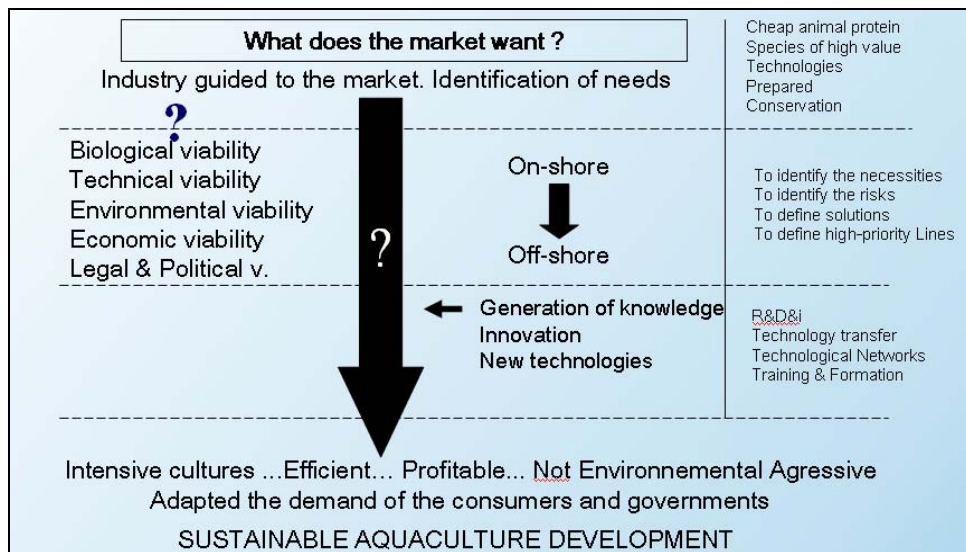 What does the market want ?
Industry guided to the market. Identification of needs
Cheap animal protein
Species of high value
Technologies
Prepared
Conservation
?
Biological viability
Technical viability
Environmental viability
Economic viability
Legal & Political v.
?
On-shore
Off-shore
To identify the necessities
To identify the risks
To define solutions
To define high-priority Lines
Generation of knowledge
Innovation
New technologies
R&D&i
Technology transfer
Technological Networks
Training & Formation
Intensive cultures ...Efficient... Profitable... Not Environnemental Agressive
Adapted the demand of the consumers and governments
SUSTAINABLE AQUACULTURE DEVELOPMENT